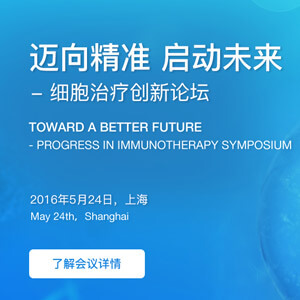 迈向精准 启动未来
- 细胞治疗创新论坛
TOWARD A BETTER FUTURE
- PROGRESS IN IMMUNOTHERAPY SYMPOSIUM
2016年5月24日，上海
May 24th, Shanghai
了解会议详情